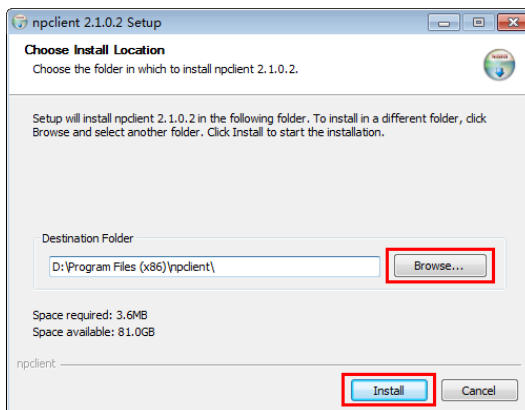 npclient 2.1.0.2 Setup
Choose Install Location
Choose the folder in which to install npclient 2.1.0.2.
Setup will install npclient 2.1.0.2 in the following folder. To install in a different folder, click
Browse and select another folder. Click Install to start the installation.
Destination Folder
D:\Program Files (x86)\npclient\
Browse...
Space required: 3.6MB
Space available: 81.0GB
npclient
Install
Cancel